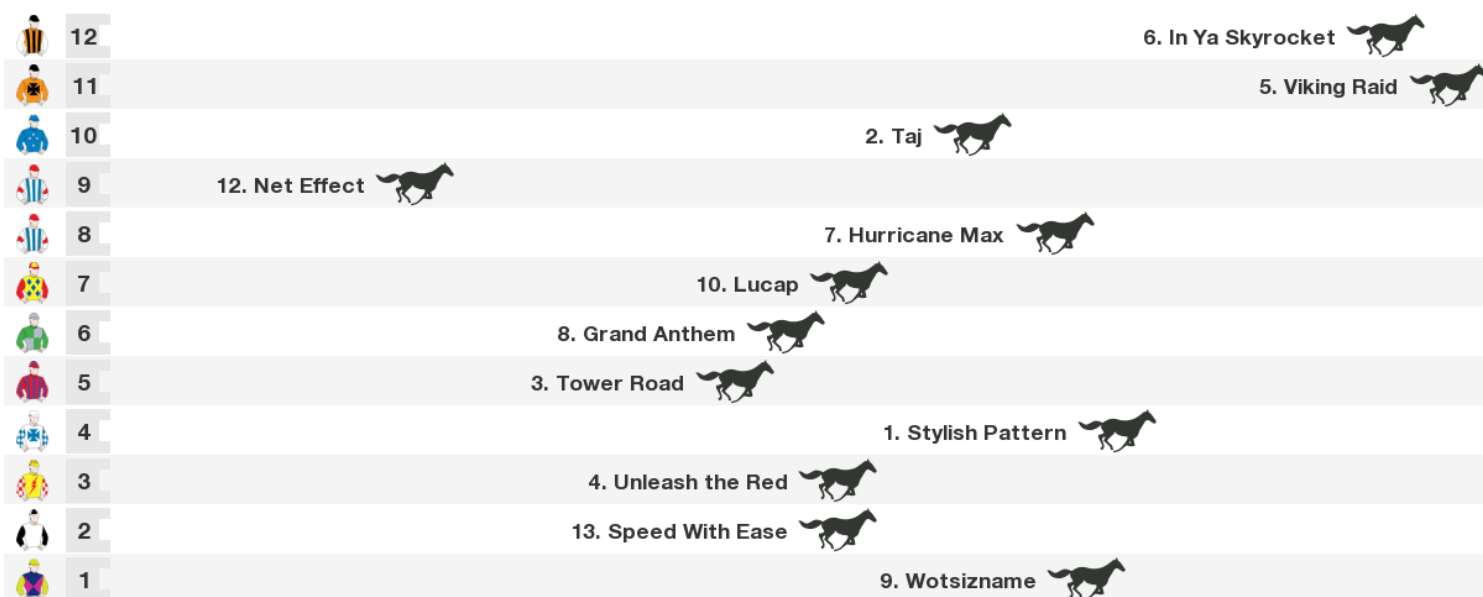 12 6. In Ya Skyrocket
11 5. Viking Raid
10 2. Taj
9 12. Net Effect
8 7. Hurricane Max
7 10. Lucap
6 8. Grand Anthem
5 3. Tower Road
4 1. Stylish Pattern
3 4. Unleash the Red
2 13. Speed With Ease
1 9. Wotsizname